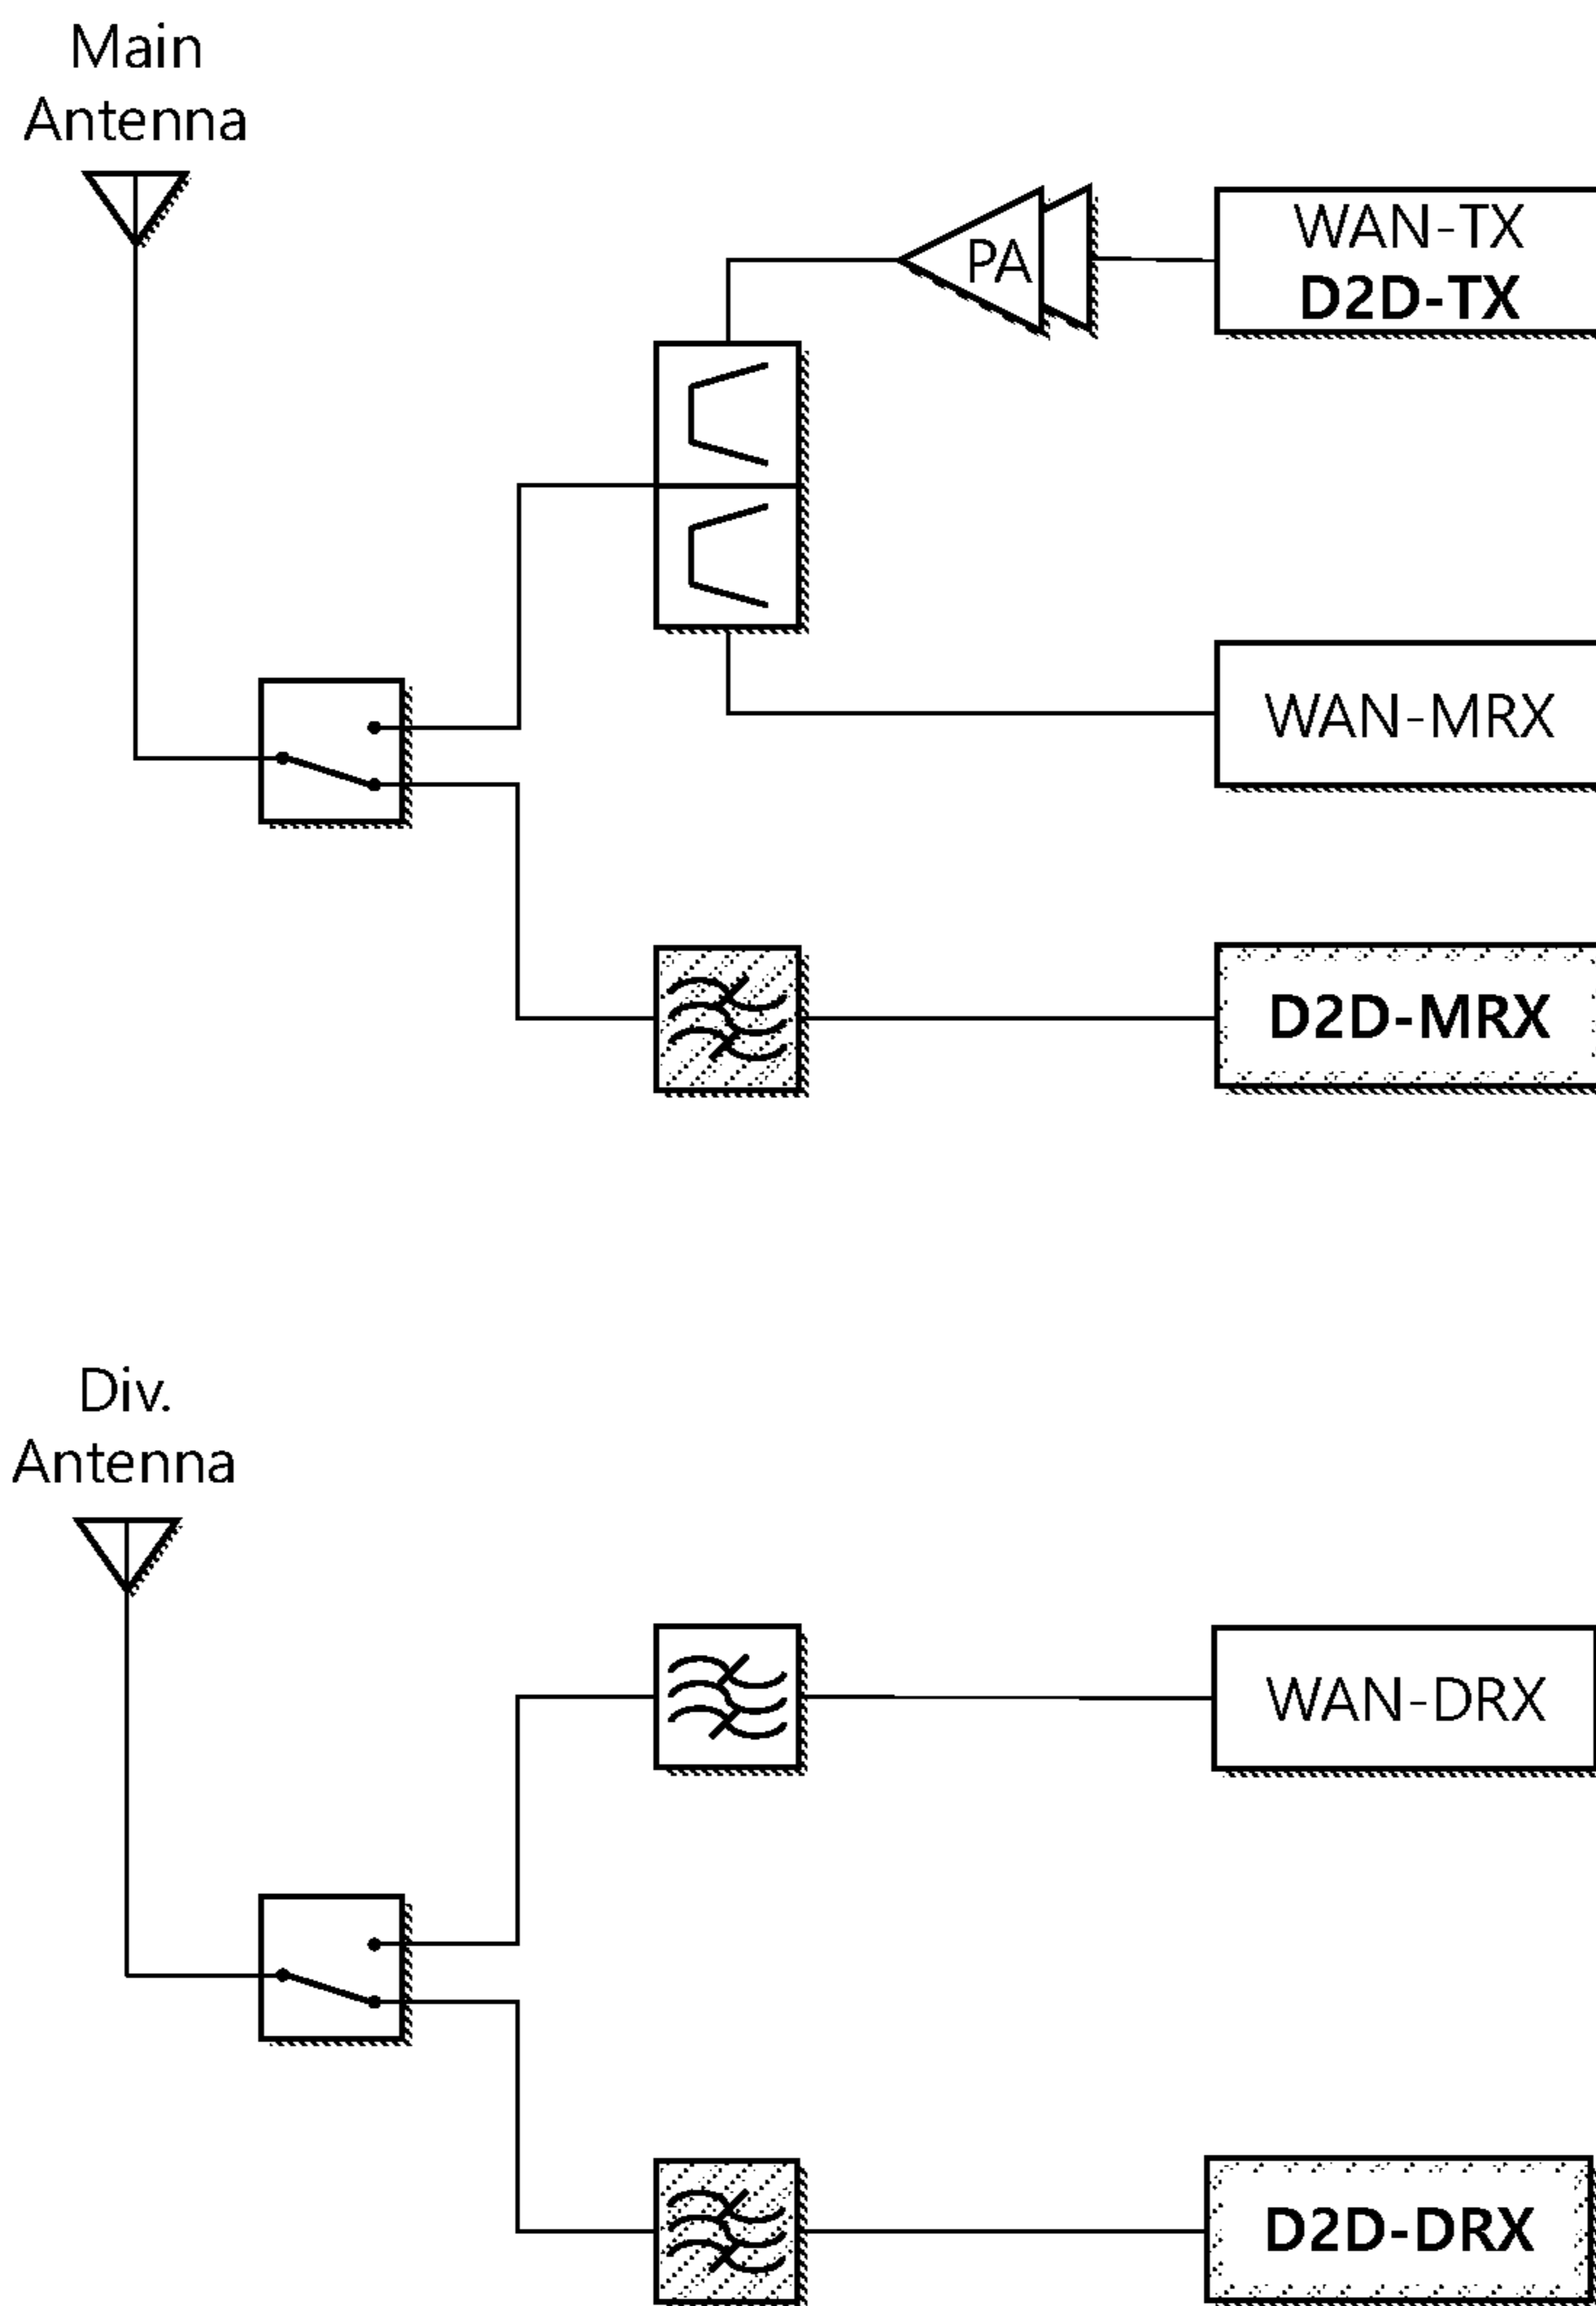 Main
Antenna
PA
WAN-TX
D2D-TX
WAN-MRX
D2D-MRX
Div.
Antenna
WAN-DRX
D2D-DRX